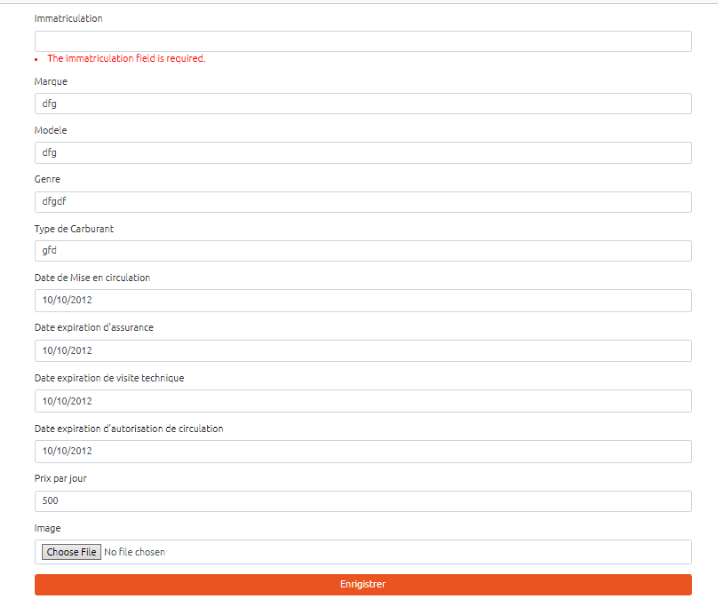 Immatriculation
The immatriculation field is required.
Marque
dfg
Modele
dfg
Genre
dfgdf
Type de Carburant
gfd
Date de Mise en circulation
10/10/2012
Date expiration d'assurance
10/10/2012
Date expiration de visite technique
10/10/2012
Date expiration d'autorisation de circulation
10/10/2012
Prix par jour
500
Image
Choose File No file chosen
Enrigistrer